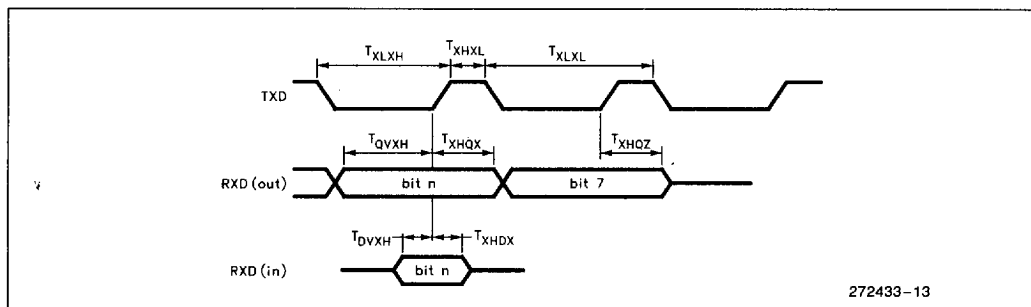 TXLXH TXHXL TXLXL
TXD
TQVXH TXHQX TXHQZ
RXD (out) bit n bit 7
TDVXH TXHDX
RXD (in) bit n
272433-13